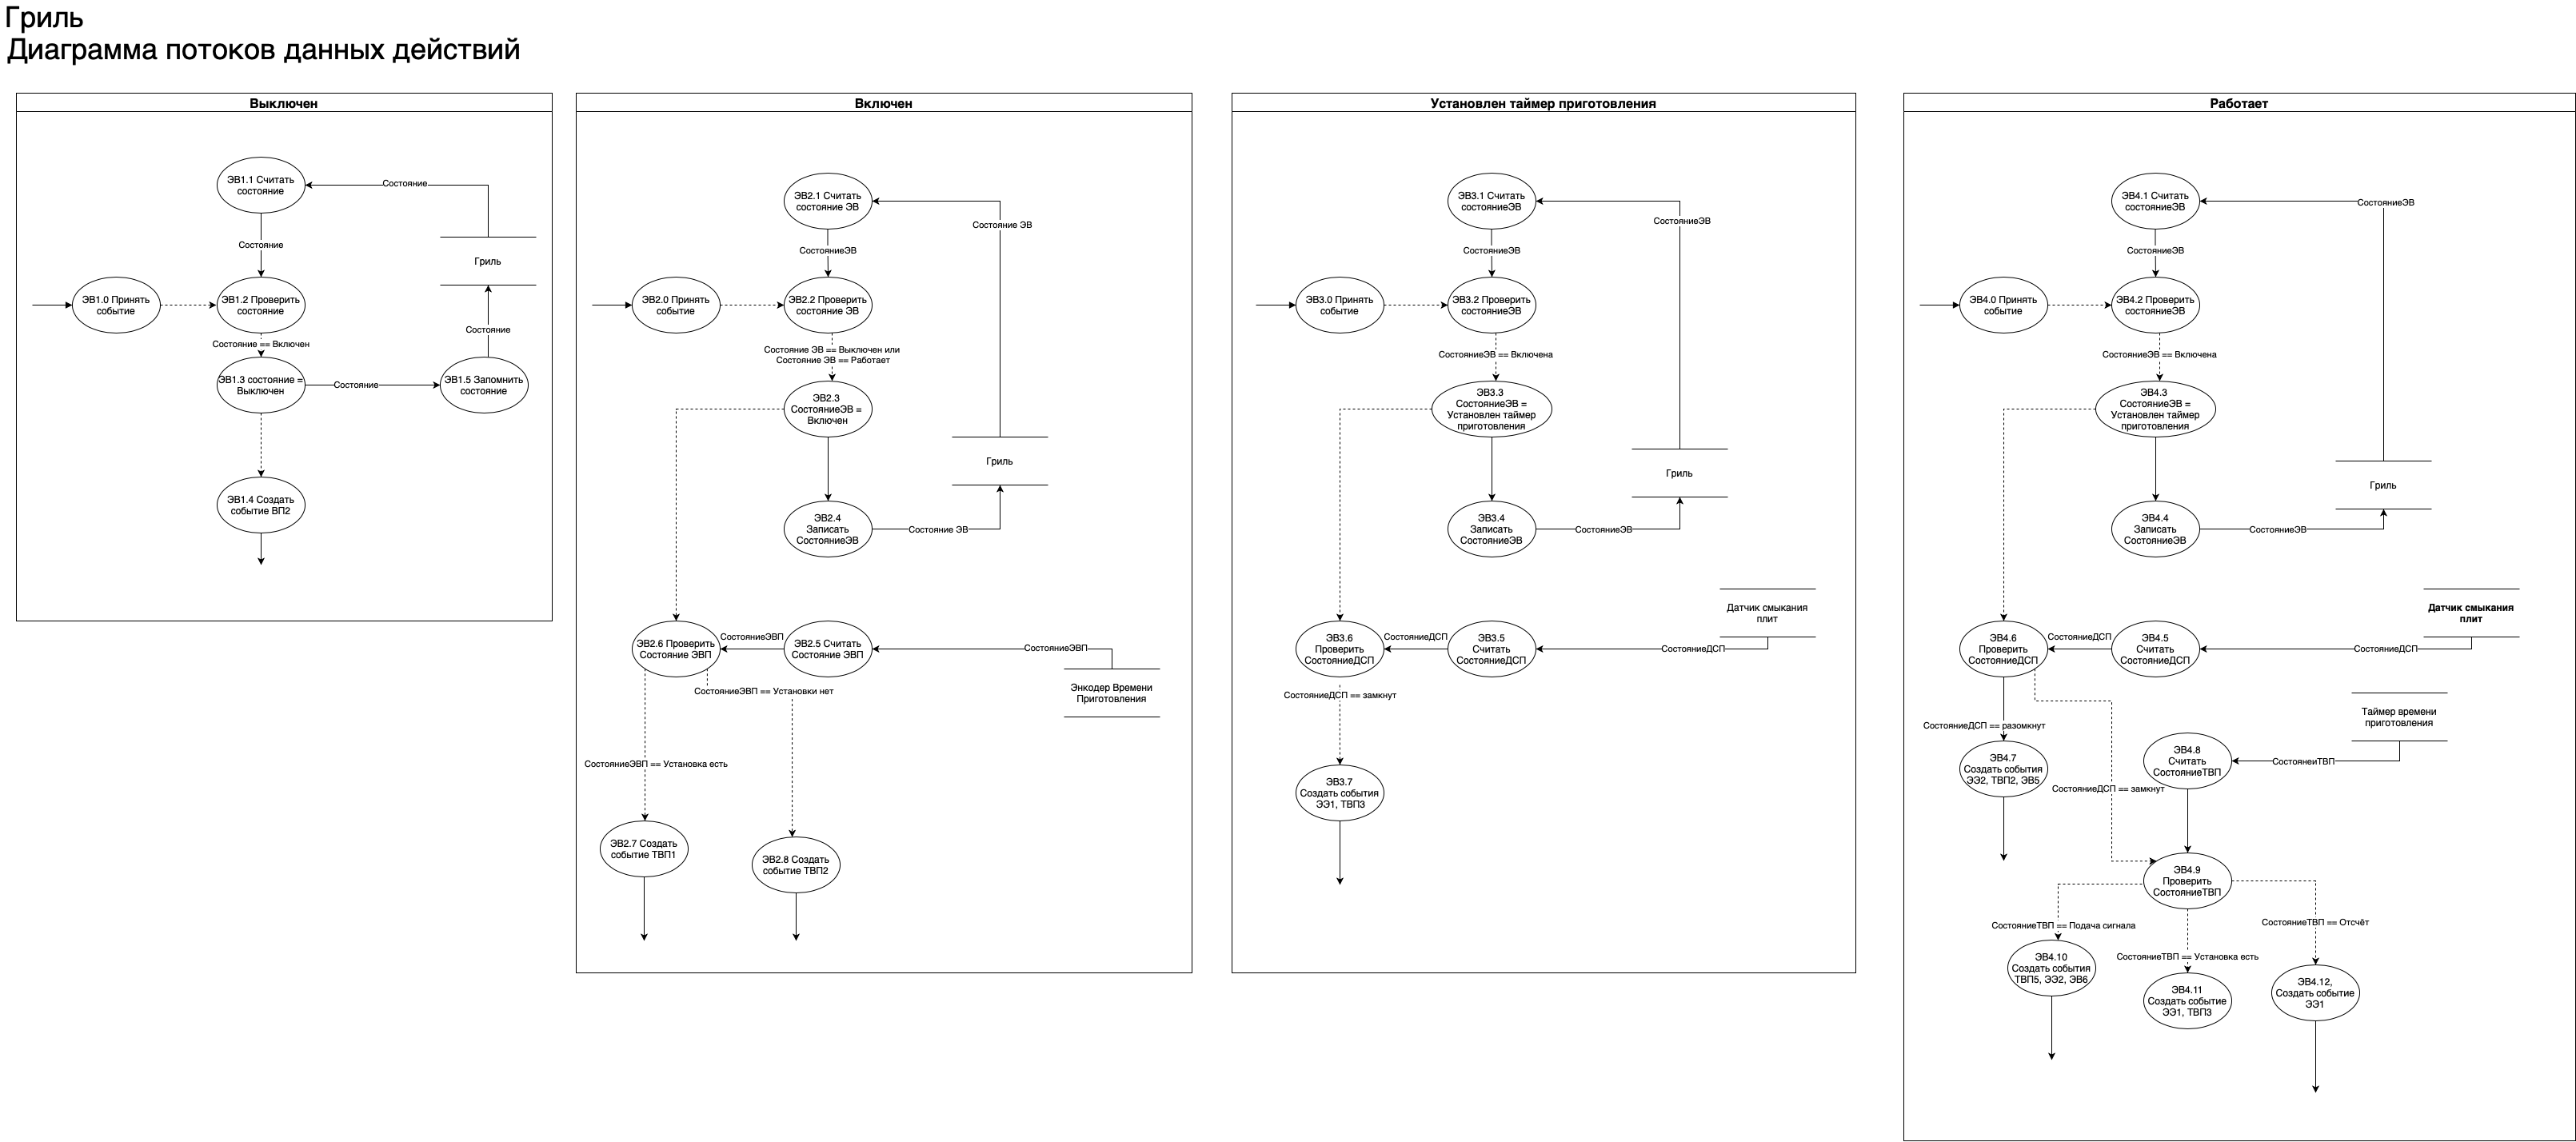 Гриль
Диаграмма потоков данных действий
Выключен
ЭВ1.1 Считать
состояние
Состояние
Состояние
Гриль
ЭВ1.0 Принять
событие
ЭВ1.2 Проверить
состояние
Состояние
Состояние == Включен
ЭВ1.3 состояние =
Выключен
Состояние
ЭВ1.5 Запомнить
состояние
ЭВ1.4 Создать
событие ВП2
Включен
ЭВ2.1 Считать
состояние ЭВ
Состояние ЭВ
СостояниеЭВ
ЭВ2.0 Принять
событие
ЭВ2.2 Проверить
состояние ЭВ
Состояние ЭВ == Выключен или
Состояние ЭВ == Работает
ЭВ2.3
СостояниеЭВ =
Включен
Гриль
ЭВ2.4
Записать
СостояниеЭВ
Состояние ЭВ
ЭВ2.6 Проверить
Состояние ЭВП
СостояниеЭВП
ЭВ2.5 Считать
Состояние ЭВП
СостояниеЭВП
Энкодер Времени
Приготовления
СостояниеЭВП == Установки нет
СостояниеЭВП == Установка есть
ЭВ2.7 Создать
событие ТВП1
ЭВ2.8 Создать
событие ТВП2
Установлен таймер приготовления
ЭВ3.1 Считать
состояниеЭВ
СостояниеЭВ
СостояниеЭВ
ЭВ3.0 Принять
событие
ЭВ3.2 Проверить
состояниеЭВ
СостояниеЭВ == Включена
ЭВ3.3
СостояниеЭВ =
Установлен таймер
приготовления
Гриль
ЭВ3.4
Записать
СостояниеЭВ
СостояниеЭВ
Датчик смыкания
плит
ЭВ3.6
Проверить
СостояниеДСП
СостояниеДСП
ЭВ3.5
Считать
СостояниеДСП
СостояниеДСП
СостояниеДСП == замкнут
ЭВ3.7
Создать события
ЭЭ1, ТВП3
Работает
ЭВ4.1 Считать
состояниеЭВ
СостояниеЭВ
СостояниеЭВ
ЭВ4.0 Принять
событие
ЭВ4.2 Проверить
состояниеЭВ
СостояниеЭВ == Включена
ЭВ4.3
СостояниеЭВ =
Установлен таймер
приготовления
Гриль
ЭВ4.4
Записать
СостояниеЭВ
СостояниеЭВ
Датчик смыкания
плит
ЭВ4.6
Проверить
СостояниеДСП
СостояниеДСП
ЭВ4.5
Считать
СостояниеДСП
СостояниеДСП
Таймер времени
приготовления
СостояниеДСП == разомкнут
ЭВ4.7
Создать события
ЭЭ2, ТВП2, ЭВ5
ЭВ4.8
Считать
СостояниеТВП
СостоянеиТВП
СостояниеДСП == замкнут
ЭВ4.9
Проверить
СостояниеТВП
СостояниеТВП == Подача сигнала
СостояниеТВП == Отсчёт
СостояниеТВП == Установка есть
ЭВ4.10
Создать события
ТВП5, ЭЭ2, ЭВ6
ЭВ4.11
Создать событие
ЭЭ1, ТВП3
ЭВ4.12,
Создать событие
ЭЭ1